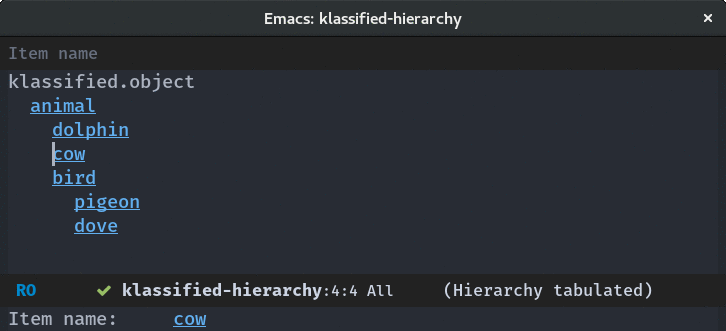 Emacs: klassified-hierarchy ×
Item name
klassified.object
animal
dolphin
cow
bird
pigeon
dove
RO ✔ klassified-hierarchy:4:4 All (Hierarchy tabulated)
Item name: cow